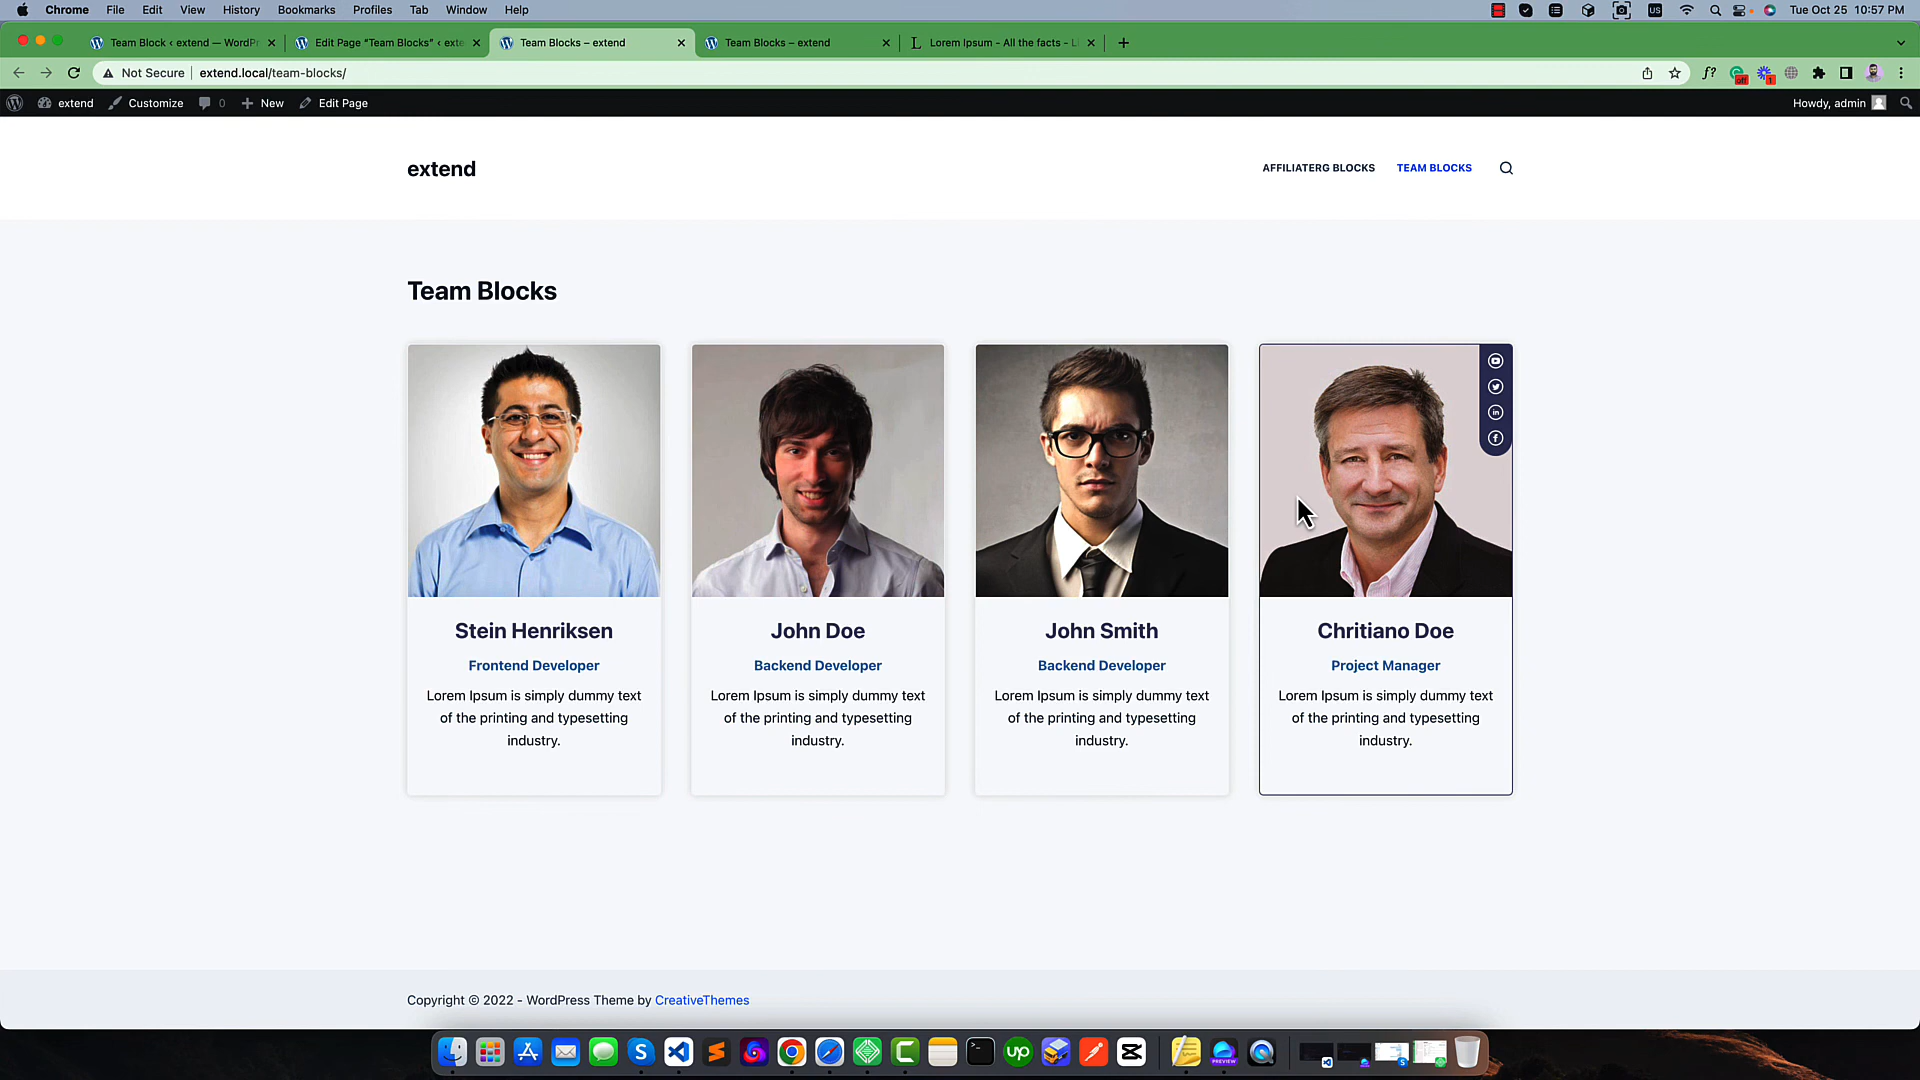 Chrome File Edit View History Bookmarks Profiles Tab Window Help US Tue Oct 25 10:57 PM
Team Block ‹ extend — WordPr Edit Page “Team Blocks” ‹ exte Team Blocks – extend Team Blocks – extend Lorem Ipsum - All the facts - L
Not Secure extend.local/team-blocks/ f? off 1
extend Customize 0 New Edit Page Howdy, admin
extend
AFFILIATERG BLOCKS TEAM BLOCKS
Team Blocks
Stein Henriksen
Frontend Developer
Lorem Ipsum is simply dummy text
of the printing and typesetting
industry.
John Doe
Backend Developer
Lorem Ipsum is simply dummy text
of the printing and typesetting
industry.
John Smith
Backend Developer
Lorem Ipsum is simply dummy text
of the printing and typesetting
industry.
Chritiano Doe
Project Manager
Lorem Ipsum is simply dummy text
of the printing and typesetting
industry.
Copyright © 2022 - WordPress Theme by CreativeThemes
up
PREVIEW